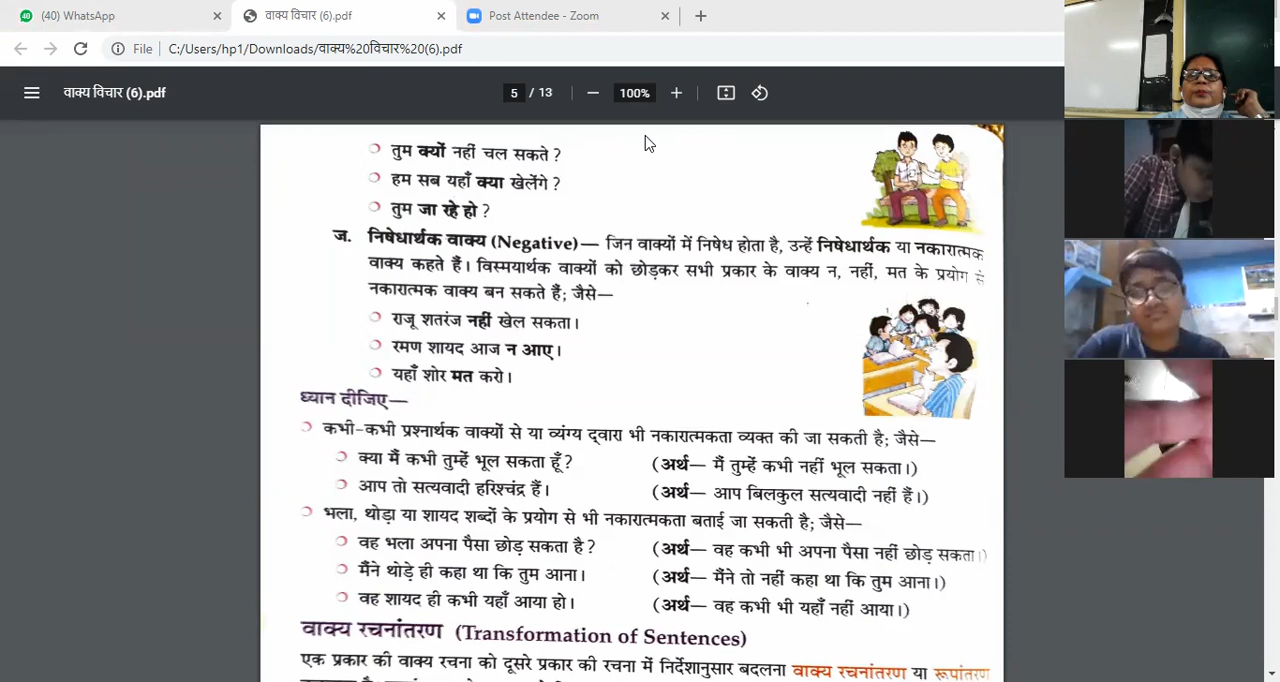 (40) WhatsApp
वाक्य विचार (6).pdf
Post Attendee - Zoom
File
C:/Users/hp1/Downloads/वाक्य%20विचार%20(6).pdf
वाक्य विचार (6).pdf
5 / 13
100%
तुम क्यों नहीं चल सकते ?
हम सब यहाँ क्या खेलेंगे ?
तुम जा रहे हो ?
ज. निषेधार्थक वाक्य (Negative)— जिन वाक्यों में निषेध होता है, उन्हें निषेधार्थक या नकारात्मक
वाक्य कहते हैं। विस्मयार्थक वाक्यों को छोड़कर सभी प्रकार के वाक्य न, नहीं, मत के प्रयोग से
नकारात्मक वाक्य बन सकते हैं; जैसे—
राजू शतरंज नहीं खेल सकता।
रमण शायद आज न आए।
यहाँ शोर मत करो।
ध्यान दीजिए—
कभी-कभी प्रश्नार्थक वाक्यों से या व्यंग्य द्वारा भी नकारात्मकता व्यक्त की जा सकती है; जैसे—
क्या मैं कभी तुम्हें भूल सकता हूँ? (अर्थ— मैं तुम्हें कभी नहीं भूल सकता।)
आप तो सत्यवादी हरिश्चंद्र हैं। (अर्थ— आप बिलकुल सत्यवादी नहीं हैं।)
भला, थोड़ा या शायद शब्दों के प्रयोग से भी नकारात्मकता बताई जा सकती है; जैसे—
वह भला अपना पैसा छोड़ सकता है? (अर्थ— वह कभी भी अपना पैसा नहीं छोड़ सकता।)
मैंने थोड़े ही कहा था कि तुम आना। (अर्थ— मैंने तो नहीं कहा था कि तुम आना।)
वह शायद ही कभी यहाँ आया हो। (अर्थ— वह कभी भी यहाँ नहीं आया।)
वाक्य रचनांतरण (Transformation of Sentences)
एक प्रकार की वाक्य रचना को दूसरे प्रकार की रचना में निर्देशानुसार बदलना वाक्य रचनांतरण या रूपांतरण